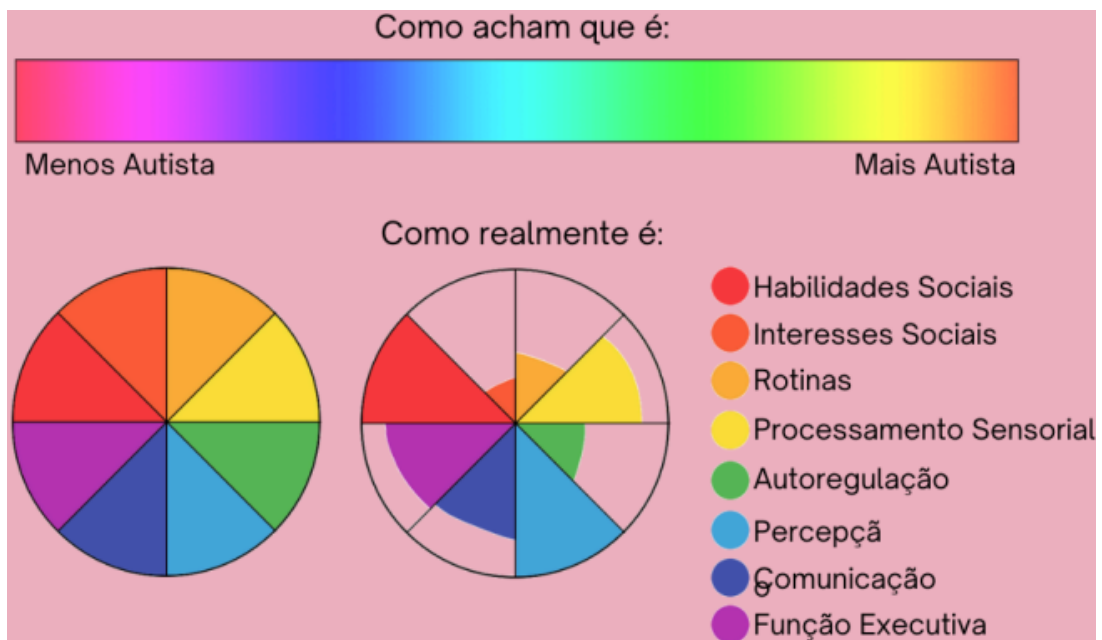 Como acham que é:
Menos Autista
Mais Autista
Como realmente é:
Habilidades Sociais
Interesses Sociais
Rotinas
Processamento Sensorial
Autoregulação
Percepçã
o
Comunicação
Função Executiva